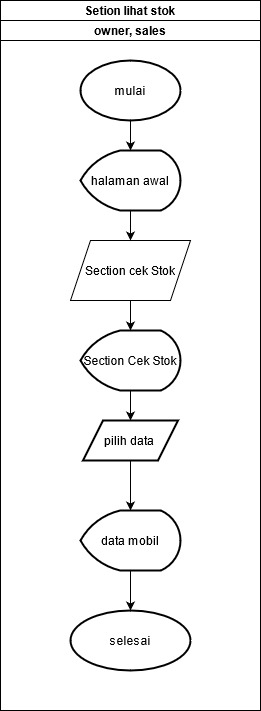 Setion lihat stok
owner, sales
mulai
halaman awal
Section cek Stok
Section Cek Stok
pilih data
data mobil
selesai